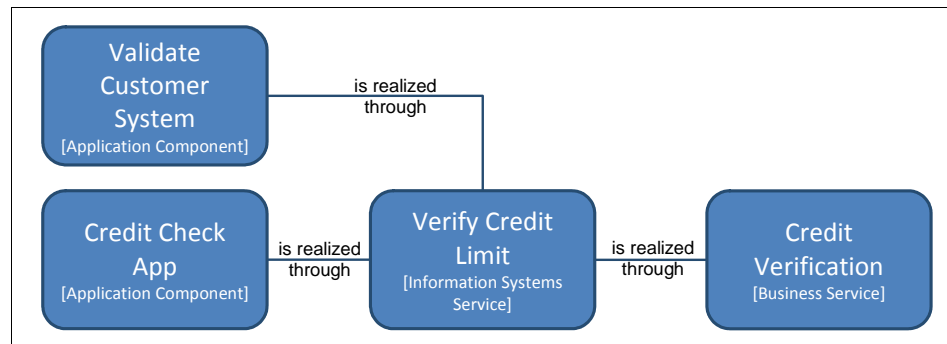 Validate
Customer
System
[Application Component]
is realized
through
Credit Check
App
[Application Component]
is realized
through
Verify Credit
Limit
[Information Systems
Service]
is realized
through
Credit
Verification
[Business Service]